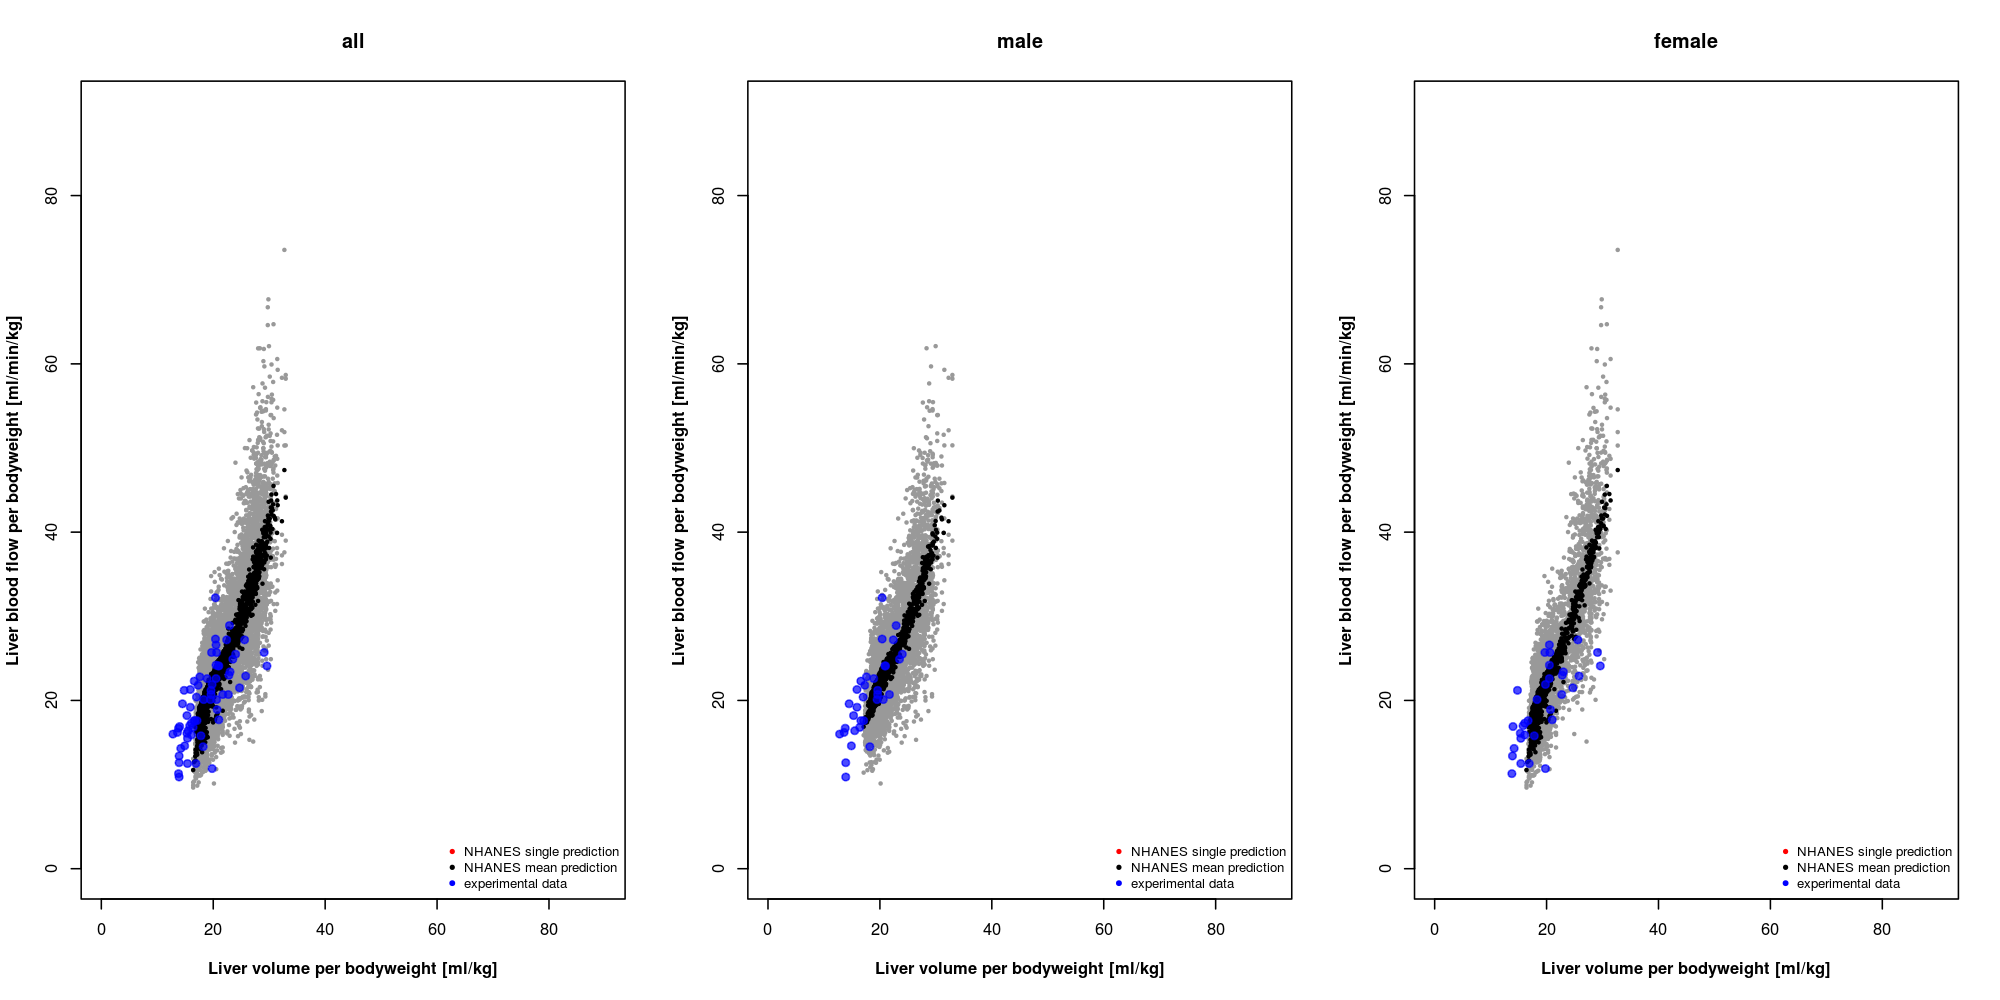 all
male
female
Liver blood flow per bodyweight [ml/min/kg]
80
60
40
20
0
NHANES single prediction
NHANES mean prediction
experimental data
0
20
40
60
80
Liver volume per bodyweight [ml/kg]
Liver blood flow per bodyweight [ml/min/kg]
80
60
40
20
0
NHANES single prediction
NHANES mean prediction
experimental data
0
20
40
60
80
Liver volume per bodyweight [ml/kg]
Liver blood flow per bodyweight [ml/min/kg]
80
60
40
20
0
NHANES single prediction
NHANES mean prediction
experimental data
0
20
40
60
80
Liver volume per bodyweight [ml/kg]